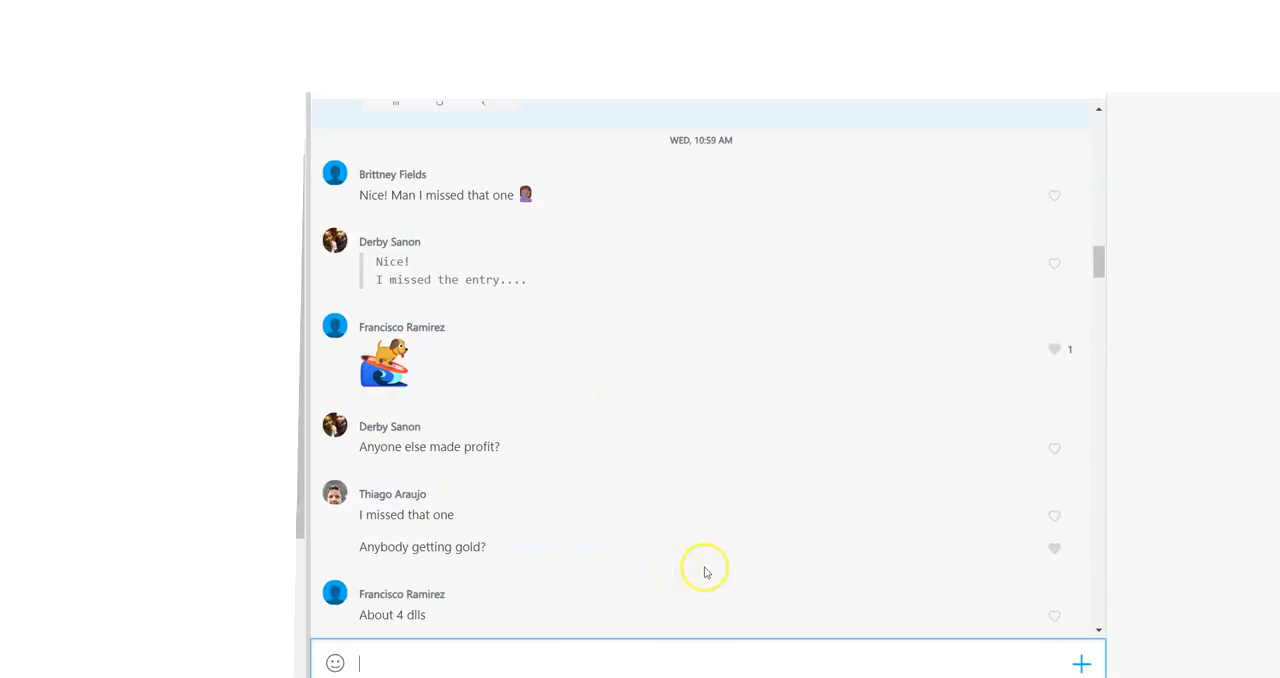 WED, 10:59 AM
Brittney Fields
Nice! Man I missed that one
Derby Sanon
Nice!
I missed the entry....
Francisco Ramirez
1
Derby Sanon
Anyone else made profit?
Thiago Araujo
I missed that one
Anybody getting gold?
Francisco Ramirez
About 4 dlls